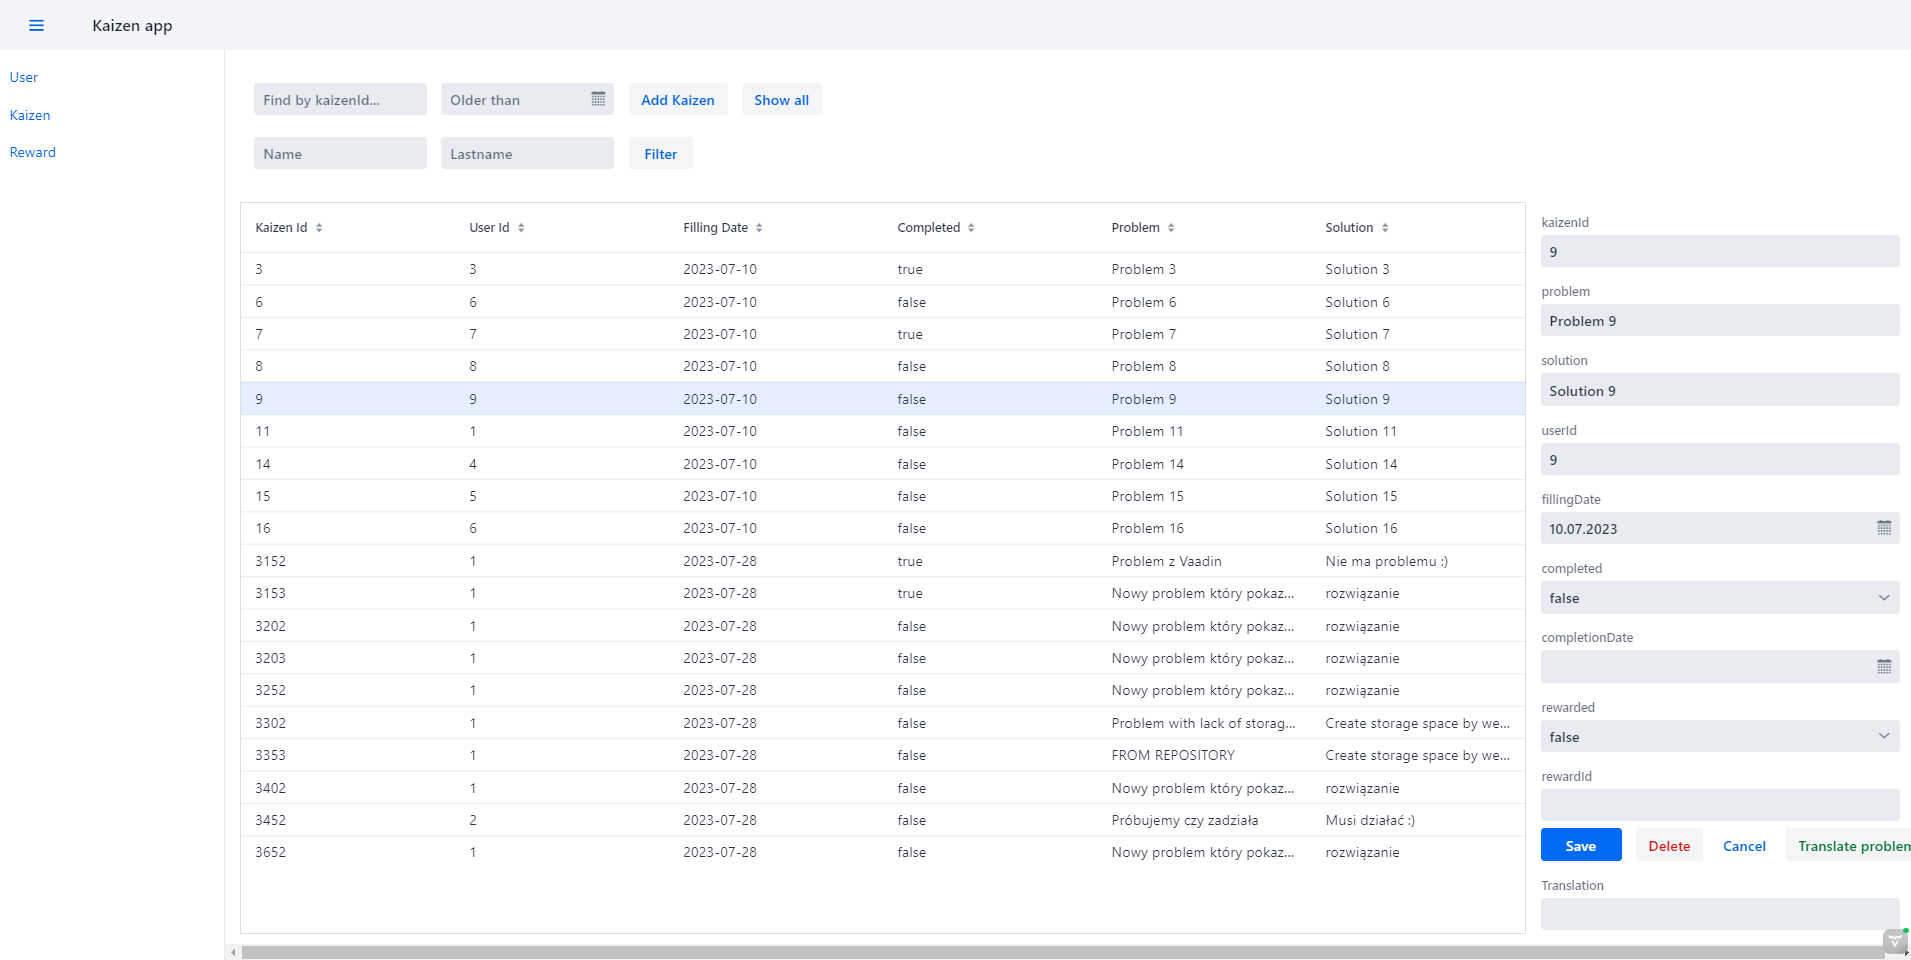 Kaizen app
User
Kaizen
Reward
Find by kaizenId... Older than Add Kaizen Show all
Name Lastname Filter
Kaizen Id User Id Filling Date Completed Problem Solution
3 3 2023-07-10 true Problem 3 Solution 3
6 6 2023-07-10 false Problem 6 Solution 6
7 7 2023-07-10 true Problem 7 Solution 7
8 8 2023-07-10 false Problem 8 Solution 8
9 9 2023-07-10 false Problem 9 Solution 9
11 1 2023-07-10 false Problem 11 Solution 11
14 4 2023-07-10 false Problem 14 Solution 14
15 5 2023-07-10 false Problem 15 Solution 15
16 6 2023-07-10 false Problem 16 Solution 16
3152 1 2023-07-28 true Problem z Vaadin Nie ma problemu :)
3153 1 2023-07-28 true Nowy problem który pokaz... rozwiązanie
3202 1 2023-07-28 false Nowy problem który pokaz... rozwiązanie
3203 1 2023-07-28 false Nowy problem który pokaz... rozwiązanie
3252 1 2023-07-28 false Nowy problem który pokaz... rozwiązanie
3302 1 2023-07-28 false Problem with lack of storag... Create storage space by we...
3353 1 2023-07-28 false FROM REPOSITORY Create storage space by we...
3402 1 2023-07-28 false Nowy problem który pokaz... rozwiązanie
3452 2 2023-07-28 false Próbujemy czy zadziała Musi działać :)
3652 1 2023-07-28 false Nowy problem który pokaz... rozwiązanie
kaizenId
9
problem
Problem 9
solution
Solution 9
userId
9
fillingDate
10.07.2023
completed
false
completionDate
rewarded
false
rewardId
Save Delete Cancel Translate problem
Translation